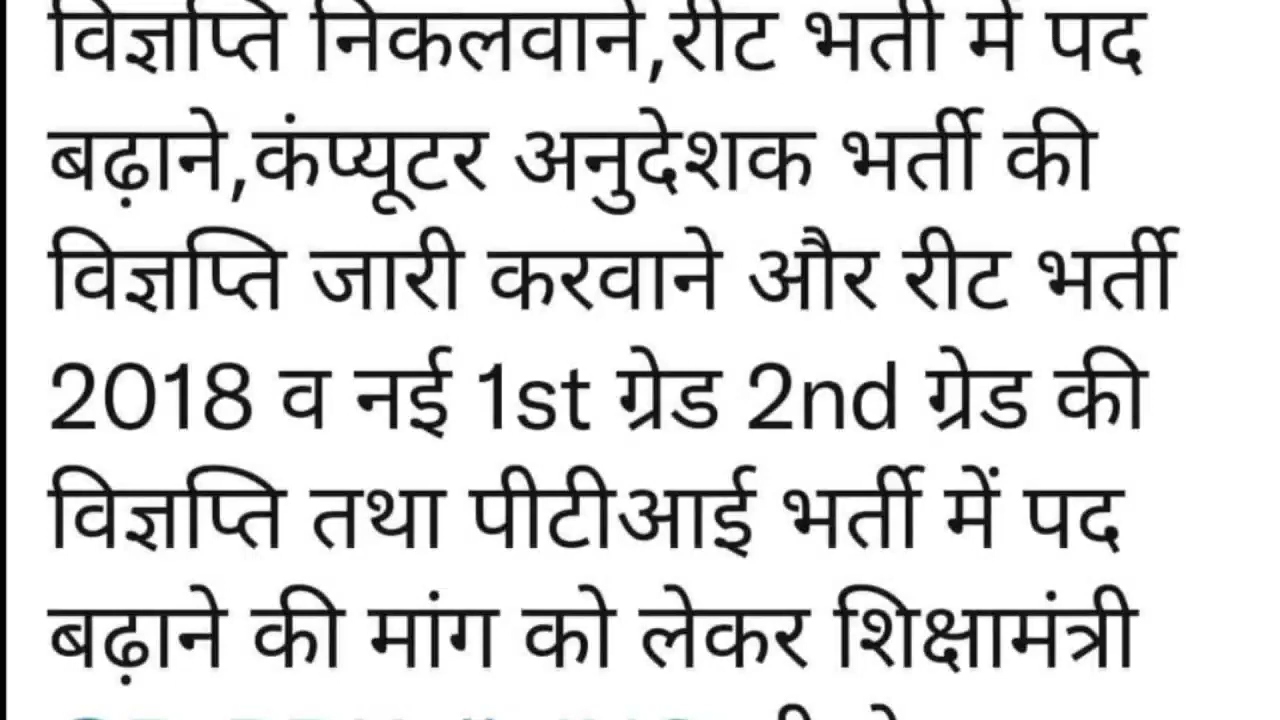 विज्ञप्ति निकलवाने,रीट भर्ती में पद
बढ़ाने,कंप्यूटर अनुदेशक भर्ती की
विज्ञप्ति जारी करवाने और रीट भर्ती
2018 व नई 1st ग्रेड 2nd ग्रेड की
विज्ञप्ति तथा पीटीआई भर्ती में पद
बढ़ाने की मांग को लेकर शिक्षामंत्री